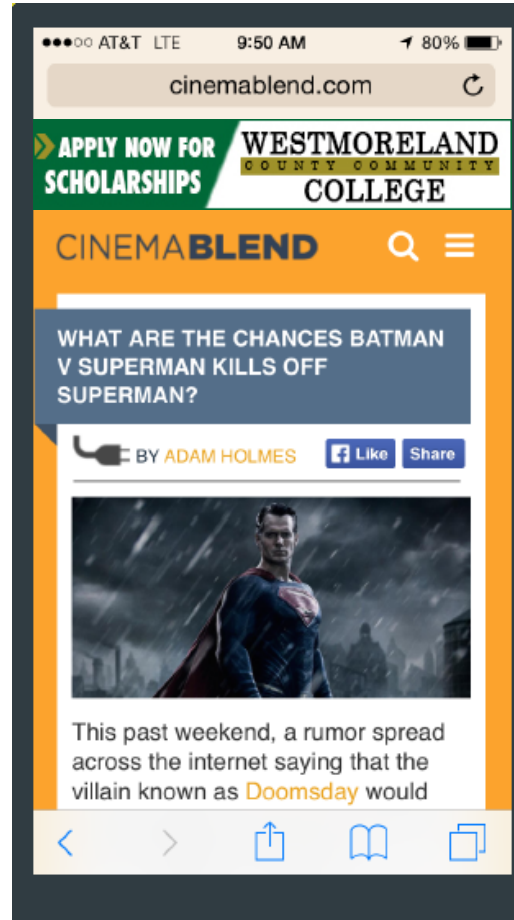 AT&T LTE 9:50 AM 80%
cinemablend.com
APPLY NOW FOR
SCHOLARSHIPS
WESTMORELAND
COUNTY COMMUNITY
COLLEGE
CINEMABLEND
WHAT ARE THE CHANCES BATMAN
V SUPERMAN KILLS OFF
SUPERMAN?
BY ADAM HOLMES
Like
Share
This past weekend, a rumor spread
across the internet saying that the
villain known as Doomsday would